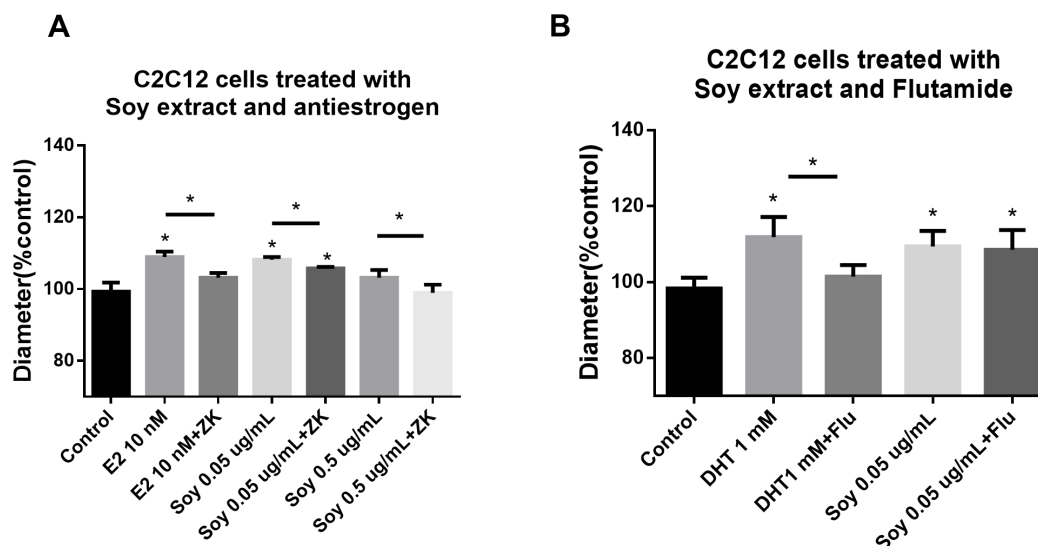 A
C2C12 cells treated with
Soy extract and antiestrogen
Diameter(%control)
140
120
100
80
*
*
*
*
*
*
Control
E2 10 nM
E2 10 nM+ZK
Soy 0.05 ug/mL
Soy 0.05 ug/mL+ZK
Soy 0.5 ug/mL
Soy 0.5 ug/mL+ZK
B
C2C12 cells treated with
Soy extract and Flutamide
Diameter(%control)
140
120
100
80
*
*
*
*
Control
DHT 1 mM
DHT1 mM+Flu
Soy 0.05 ug/mL
Soy 0.05 ug/mL+Flu